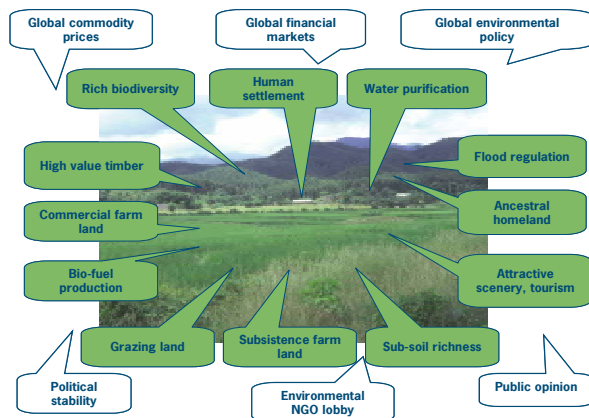 Global commodity
prices
Global financial
markets
Global environmental
policy
Rich biodiversity
Human
settlement
Water purification
High value timber
Flood regulation
Commercial farm
land
Ancestral
homeland
Bio-fuel
production
Attractive
scenery, tourism
Grazing land
Subsistence farm
land
Sub-soil richness
Political
stability
Environmental
NGO lobby
Public opinion